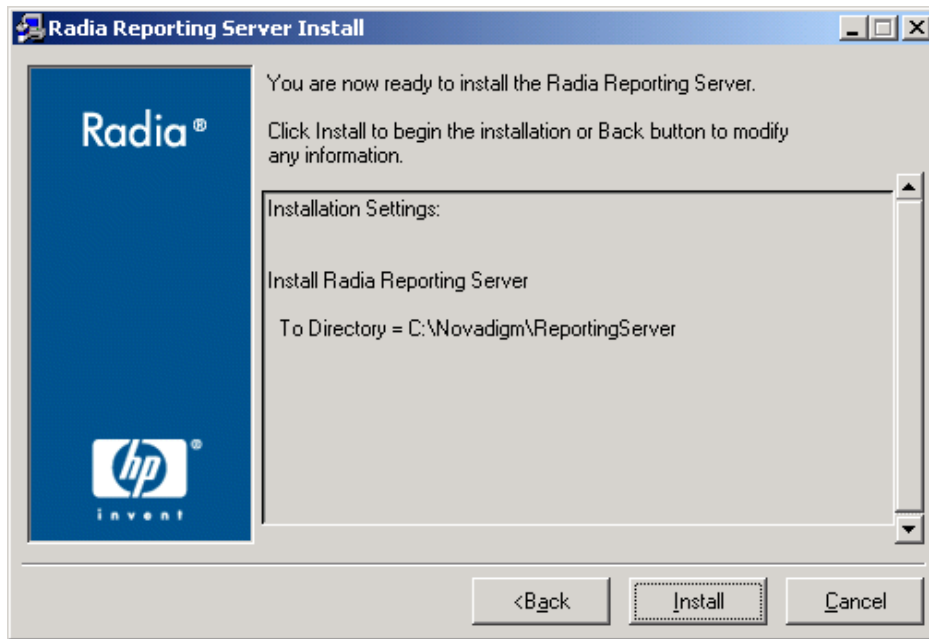 Radia Reporting Server Install
Radia®
You are now ready to install the Radia Reporting Server.
Click Install to begin the installation or Back button to modify
any information.
Installation Settings:
Install Radia Reporting Server
To Directory = C:\Novadigm\ReportingServer
hp®
invent
<Back
Install
Cancel